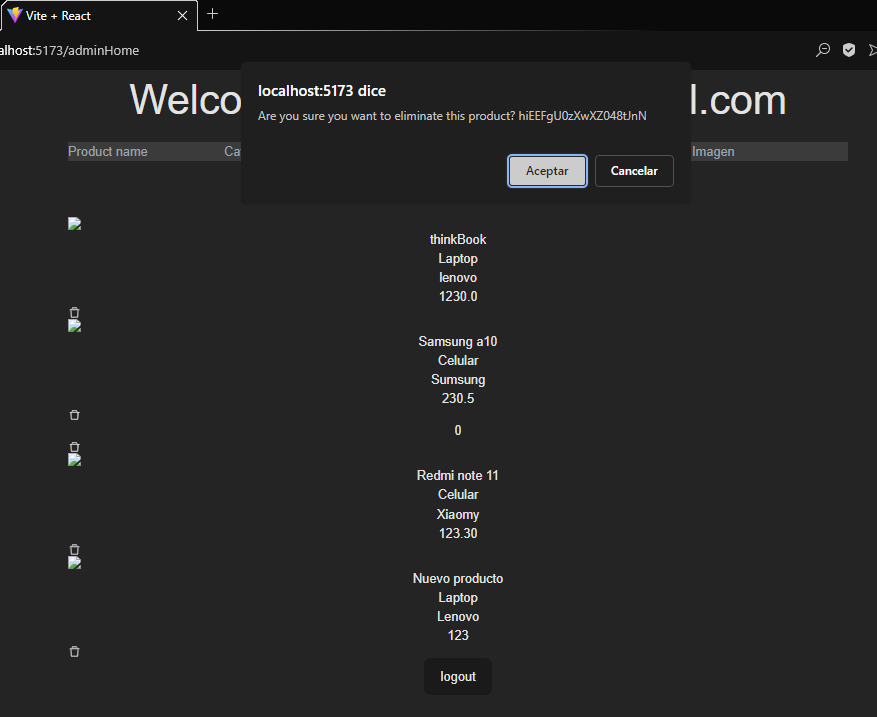 Vite + React
alhost:5173/adminHome
localhost:5173 dice
Are you sure you want to eliminate this product? hiEEFgU0zXwXZ048tJnN
Aceptar
Cancelar
Welco
l.com
Product name
Ca
Imagen
thinkBook
Laptop
lenovo
1230.0
Samsung a10
Celular
Sumsung
230.5
0
Redmi note 11
Celular
Xiaomy
123.30
Nuevo producto
Laptop
Lenovo
123
logout